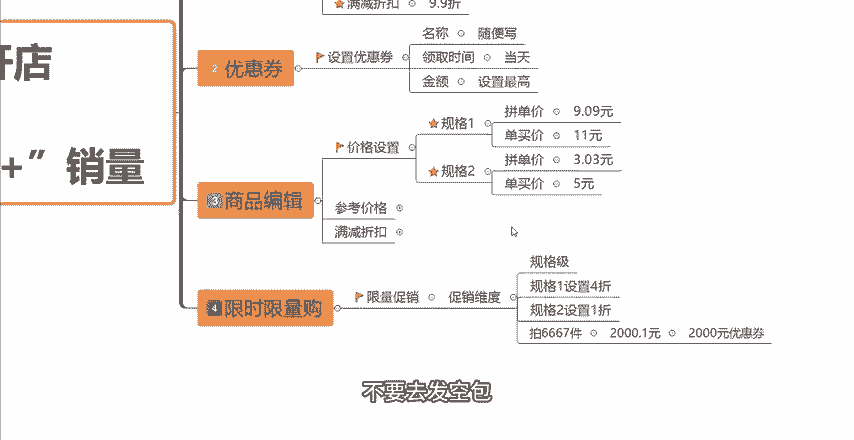 满减折扣 9.9折
开店
+”销量
2 优惠券
设置优惠券
名称 随便写
领取时间 当天
金额 设置最高
3 商品编辑
价格设置
规格1
拼单价 9.09元
单买价 11元
规格2
拼单价 3.03元
单买价 5元
参考价格
满减折扣
4 限时限量购
限量促销 促销维度
规格级
规格1设置4折
规格2设置1折
拍6667件 2000.1元 2000元优惠券
不要去发空包